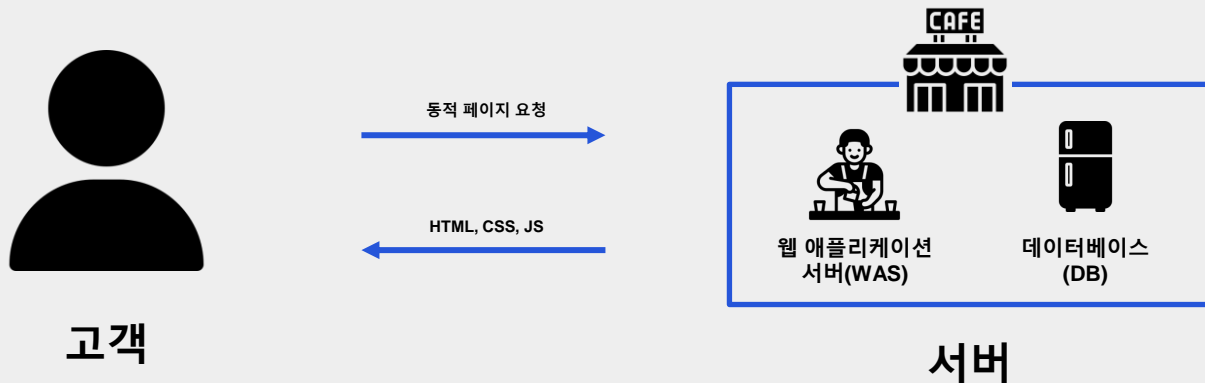 CAFE
동적 페이지 요청
HTML, CSS, JS
웹 애플리케이션
서버(WAS)
데이터베이스
(DB)
고객
서버